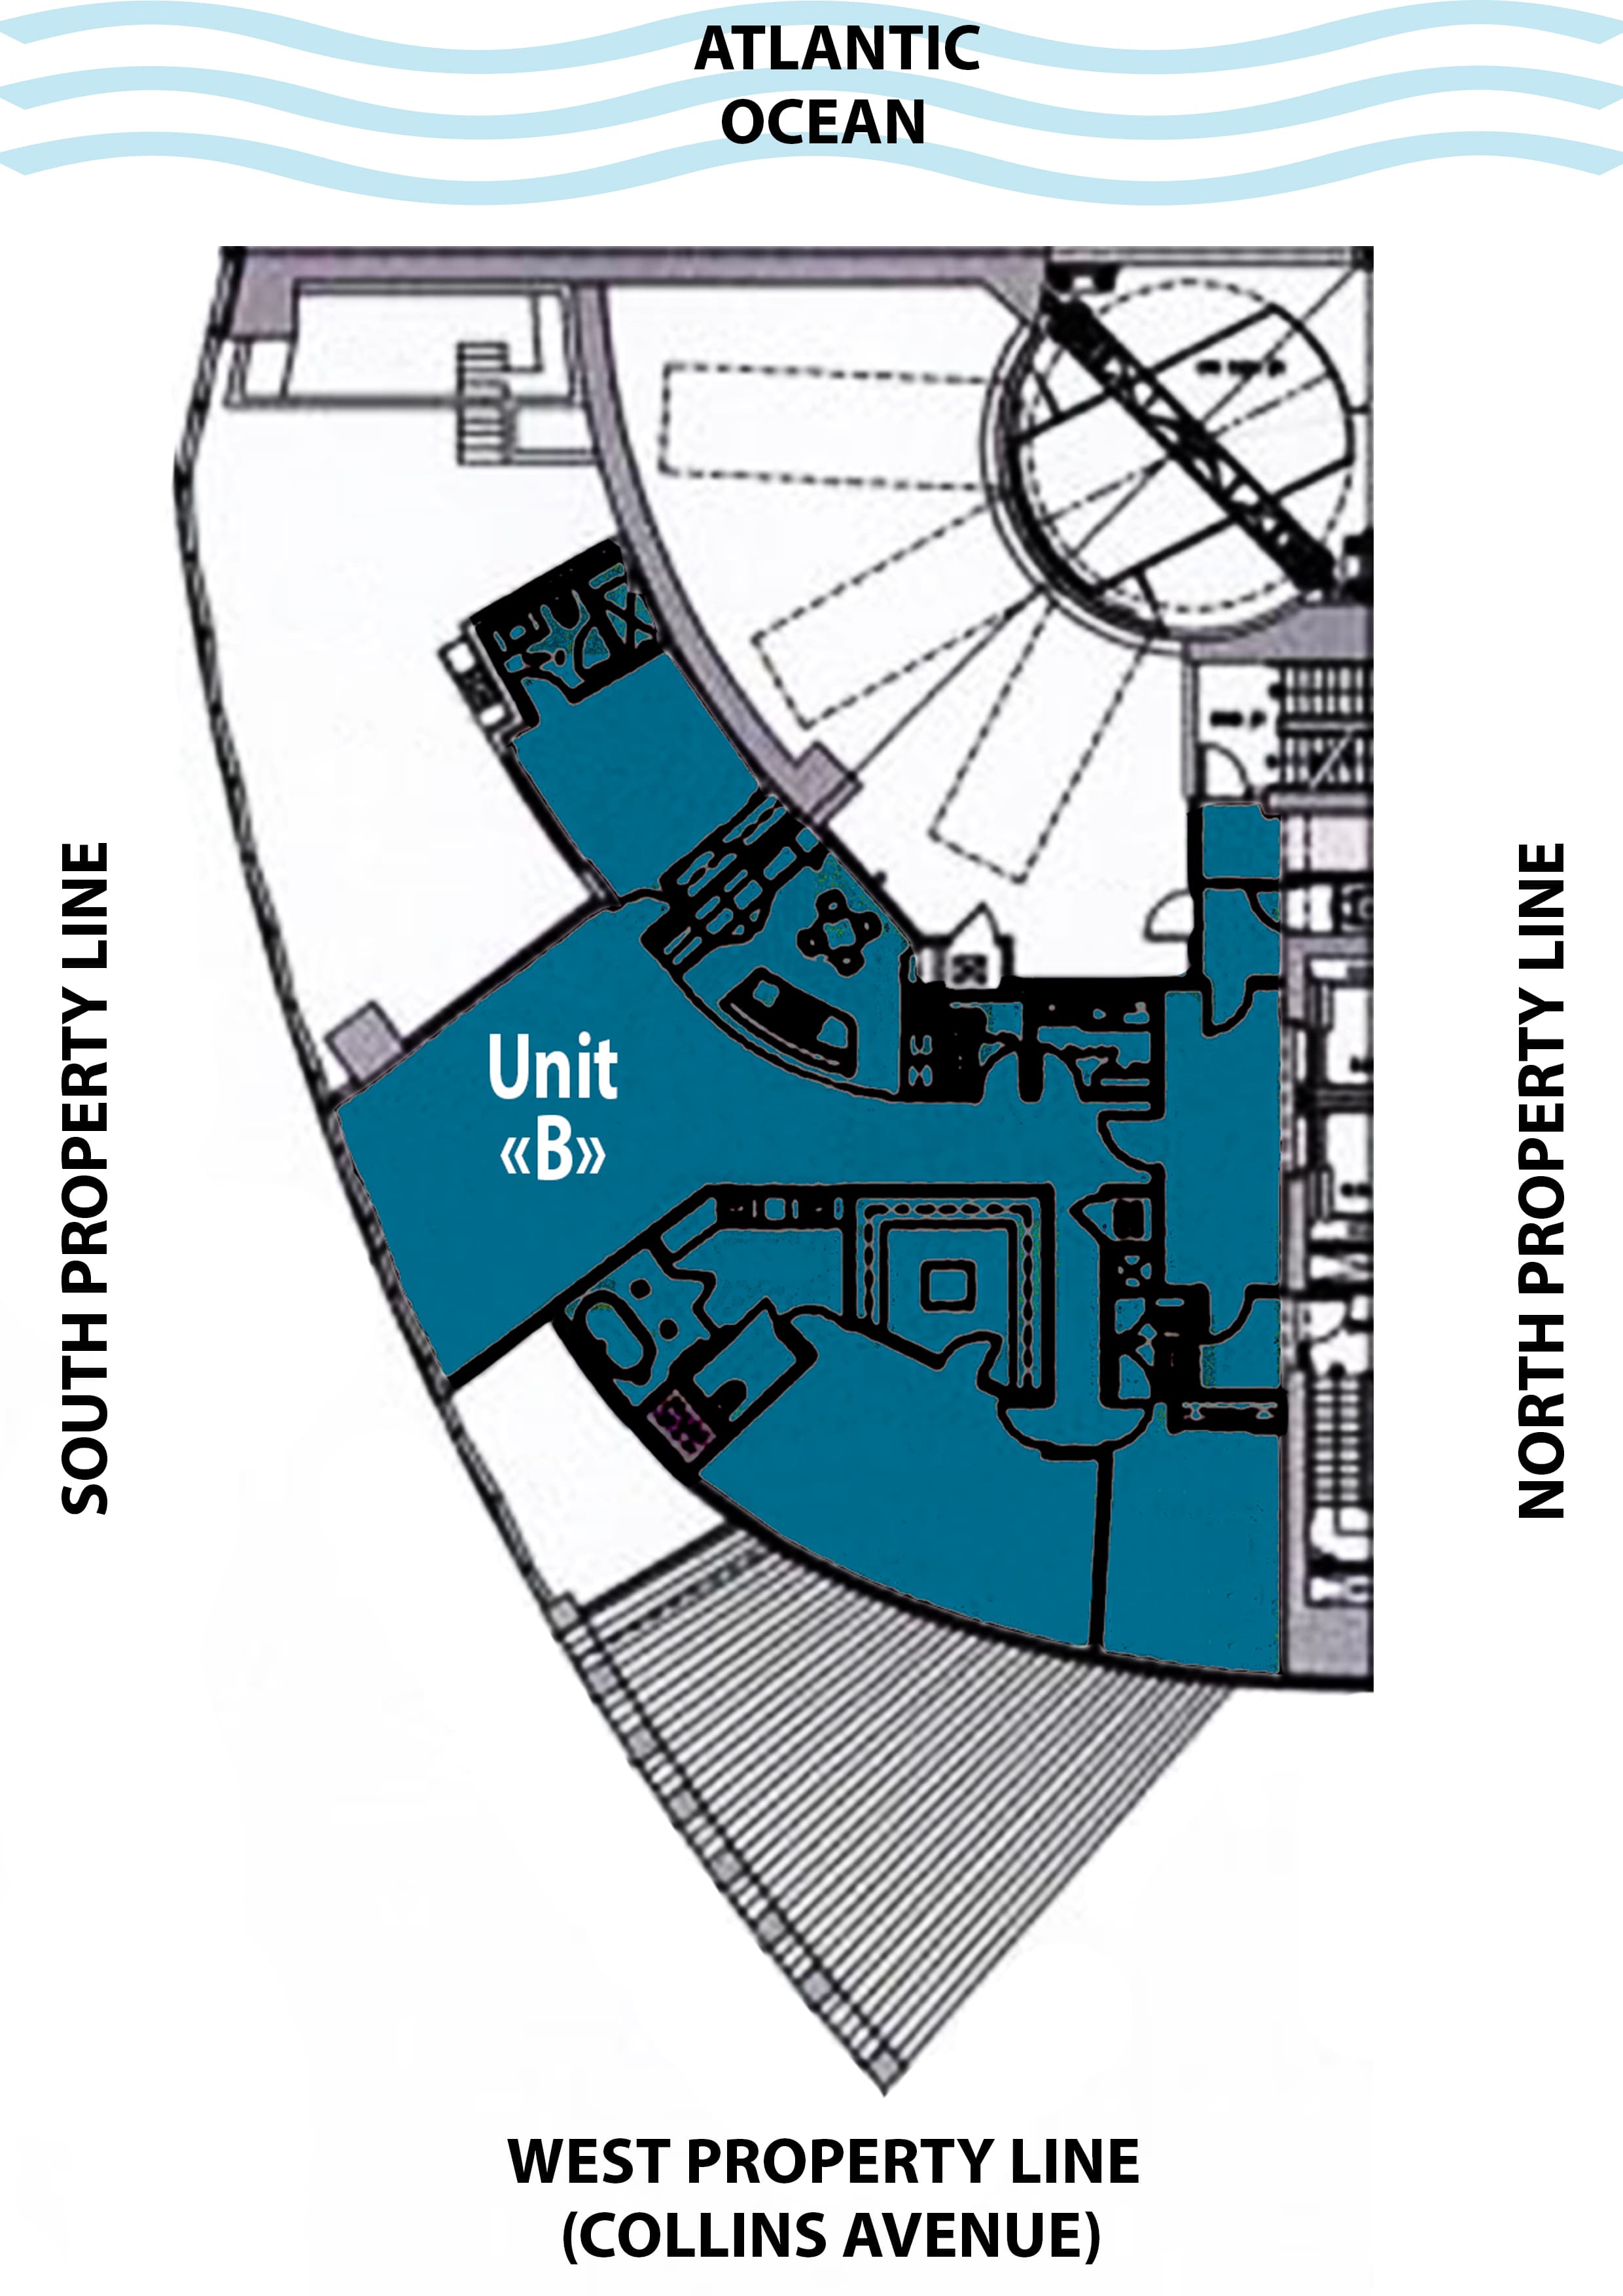 ATLANTIC
OCEAN
SOUTH PROPERTY LINE
NORTH PROPERTY LINE
Unit
«B»
WEST PROPERTY LINE
(COLLINS AVENUE)